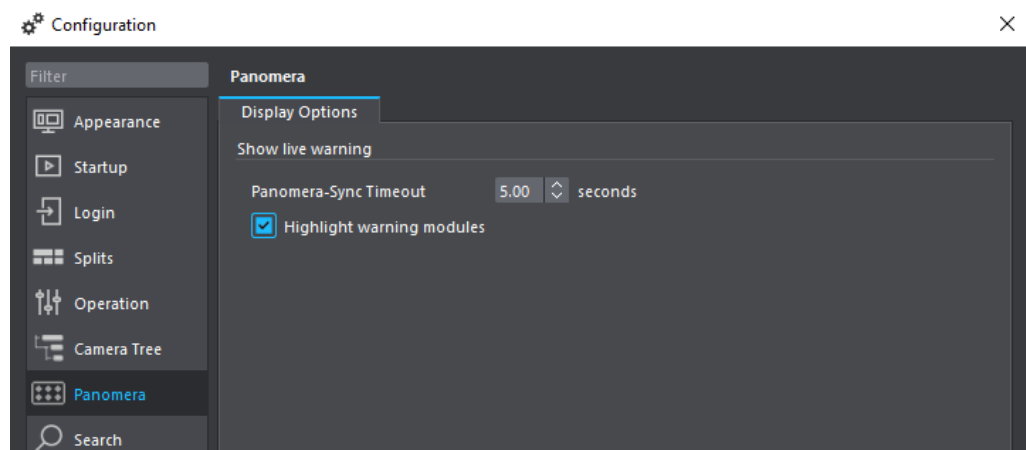 Configuration
Filter
Appearance
Startup
Login
Splits
Operation
Camera Tree
Panomera
Search
Panomera
Display Options
Show live warning
Panomera-Sync Timeout 5.00 seconds
Highlight warning modules